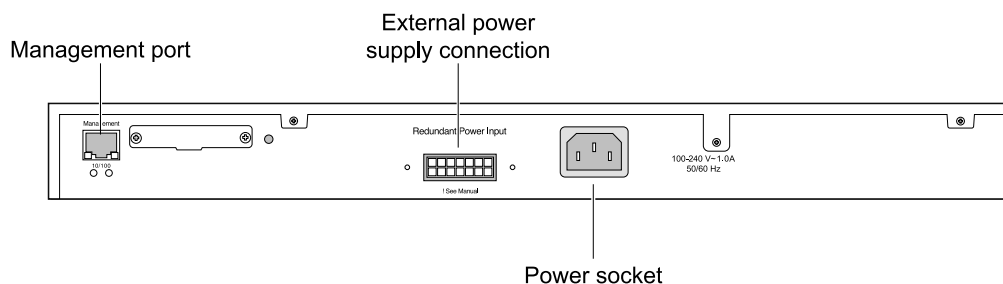 External power
supply connection
Management port
Management
10/100
Redundant Power Input
! See Manual
100-240 V~1.0A
50/60 Hz
Power socket